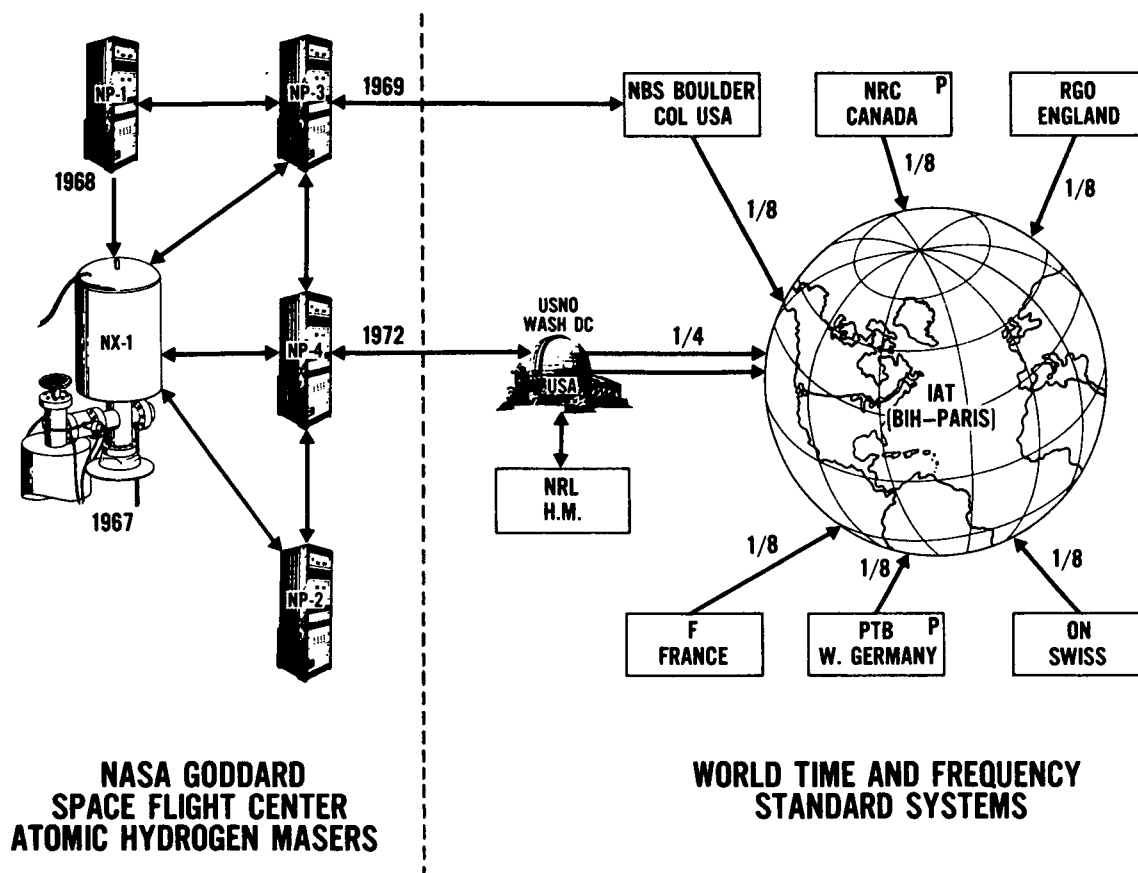 NP-1
NP-3
1969
NBS BOULDER
COL USA
NRC P
CANADA
RGO
ENGLAND
1968
1/8
1/8
1/8
NX-1
NP-4
1972
USNO
WASH DC
USA
1/4
IAT
(BIH–PARIS)
NRL
H.M.
1967
NP-2
1/8
1/8
1/8
F
FRANCE
PTB P
W. GERMANY
ON
SWISS
NASA GODDARD
SPACE FLIGHT CENTER
ATOMIC HYDROGEN MASERS
WORLD TIME AND FREQUENCY
STANDARD SYSTEMS